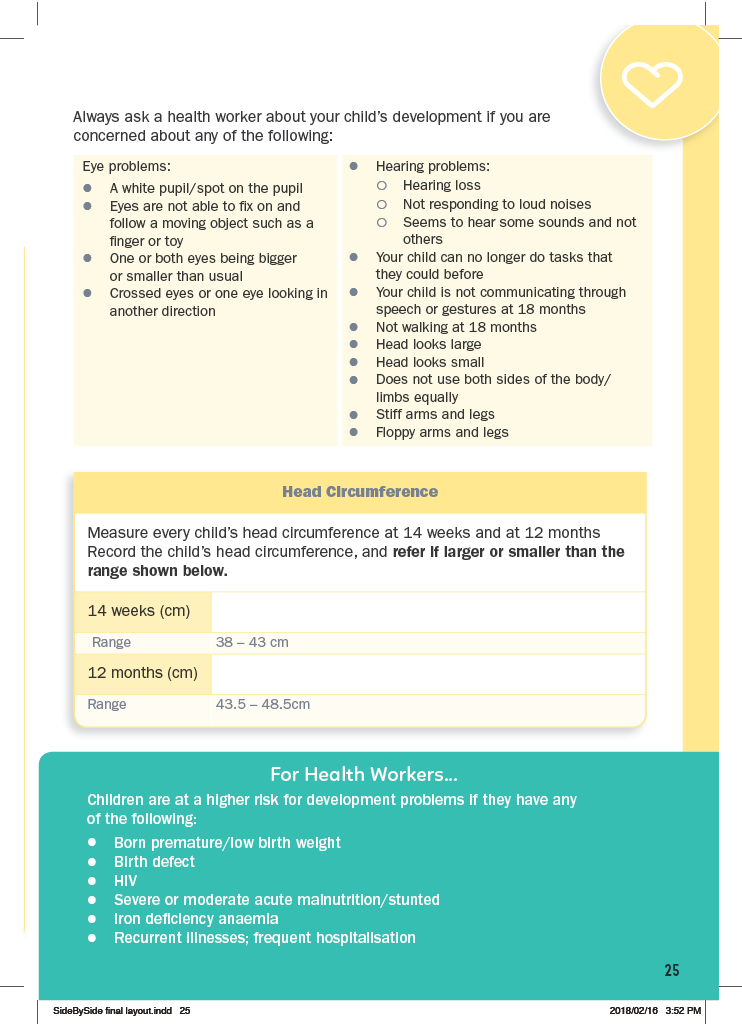 Always ask a health worker about your child's development if you are
concerned about any of the following:
Eye problems:
● A white pupil/spot on the pupil
● Eyes are not able to fix on and
follow a moving object such as a
finger or toy
● One or both eyes being bigger
or smaller than usual
● Crossed eyes or one eye looking in
another direction
● Hearing problems:
○ Hearing loss
○ Not responding to loud noises
○ Seems to hear some sounds and not
others
● Your child can no longer do tasks that
they could before
● Your child is not communicating through
speech or gestures at 18 months
● Not walking at 18 months
● Head looks large
● Head looks small
● Does not use both sides of the body/
limbs equally
● Stiff arms and legs
● Floppy arms and legs
Head Circumference
Measure every child's head circumference at 14 weeks and at 12 months
Record the child's head circumference, and refer if larger or smaller than the
range shown below.
14 weeks (cm)
Range 38 – 43 cm
12 months (cm)
Range 43.5 – 48.5cm
For Health Workers...
Children are at a higher risk for development problems if they have any
of the following:
● Born premature/low birth weight
● Birth defect
● HIV
● Severe or moderate acute malnutrition/stunted
● Iron deficiency anaemia
● Recurrent illnesses; frequent hospitalisation
25
SideBySide final layout.indd 25 2018/02/16 3:52 PM